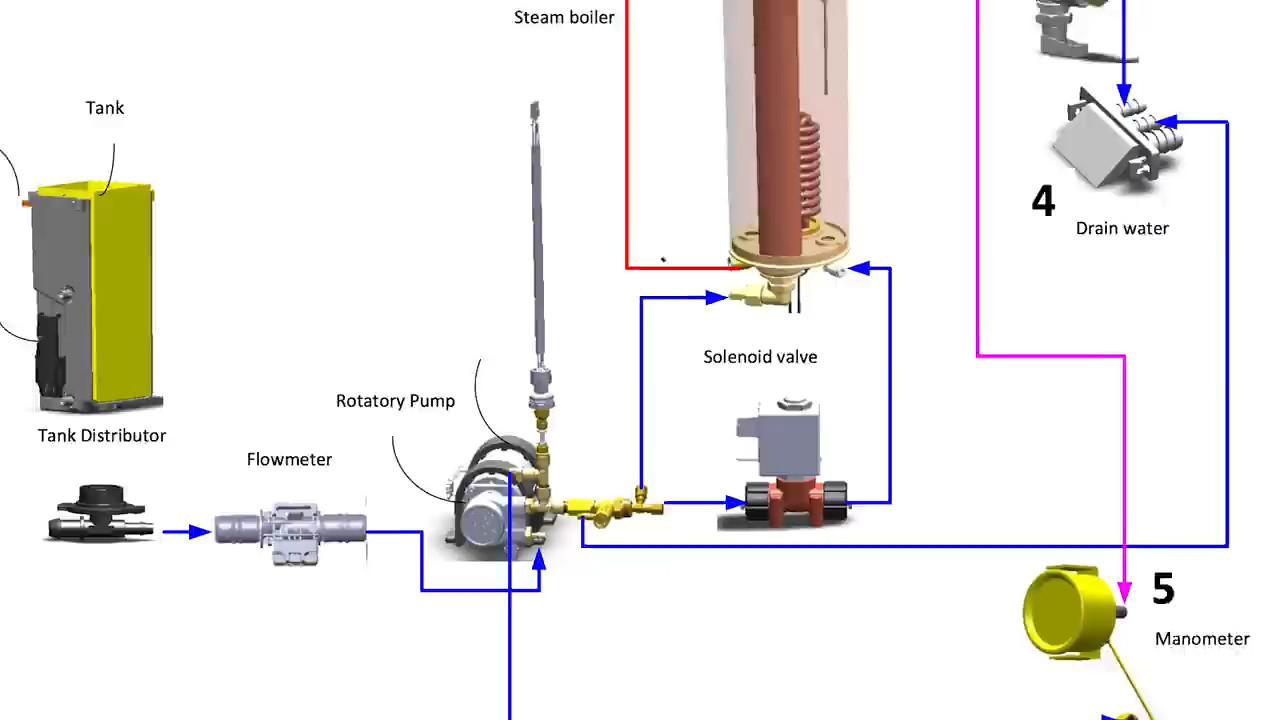 Steam boiler
Tank
4
Drain water
Solenoid valve
Rotatory Pump
Tank Distributor
Flowmeter
5
Manometer